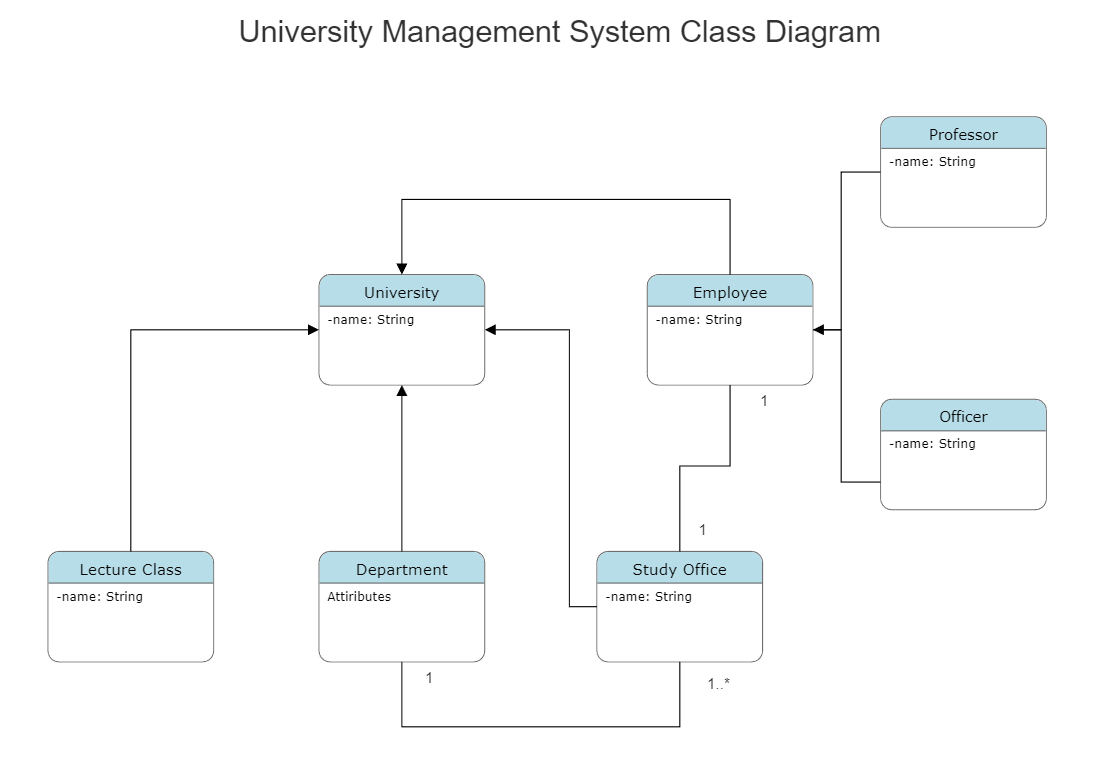 University Management System Class Diagram
Professor
-name: String
University
-name: String
Employee
-name: String
1
Officer
-name: String
1
Lecture Class
-name: String
Department
Attiributes
Study Office
-name: String
1
1..*